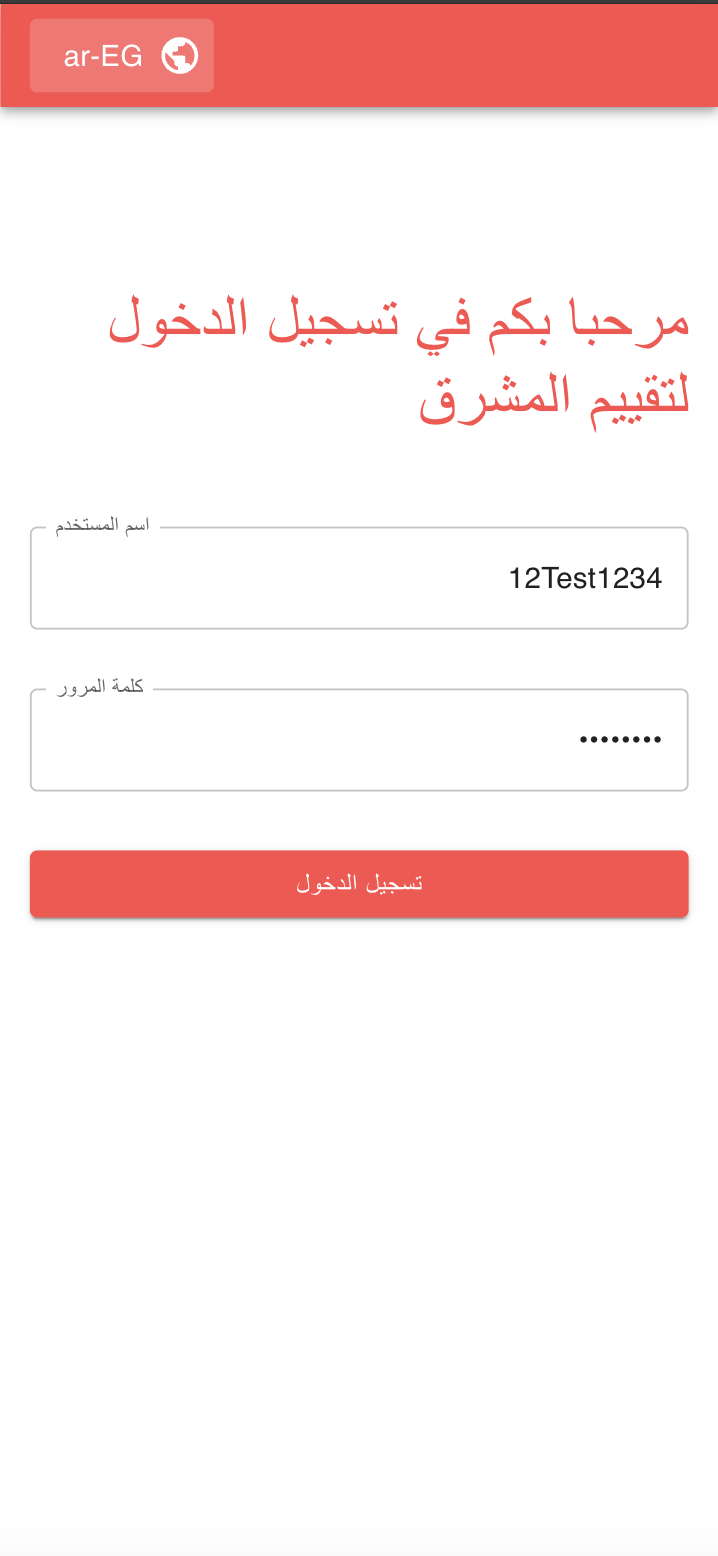 ar-EG
مرحبا بكم في تسجيل الدخول
لتقييم المشرق
اسم المستخدم
12Test1234
كلمة المرور
••••••••
تسجيل الدخول